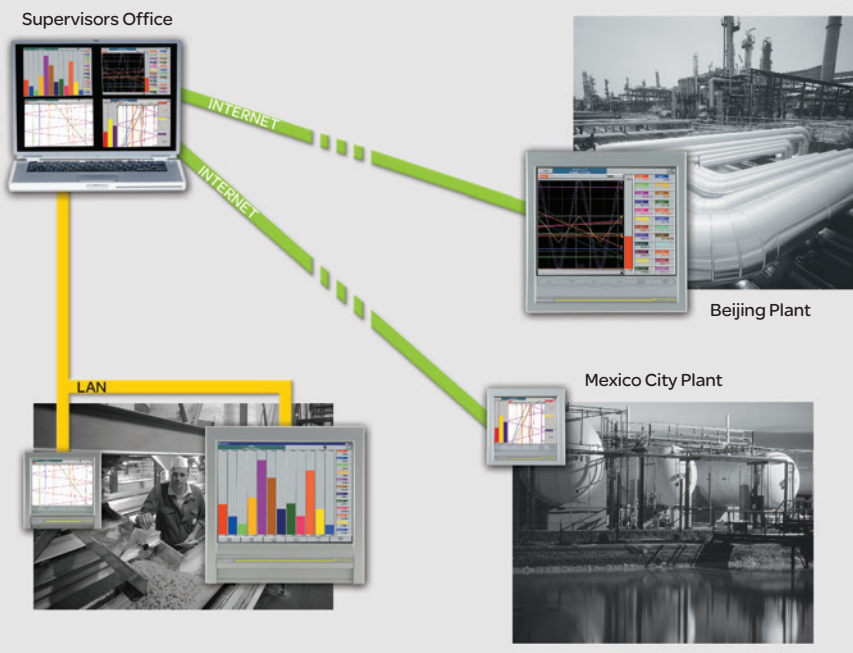 Supervisors Office
INTERNET
INTERNET
Beijing Plant
Mexico City Plant
LAN